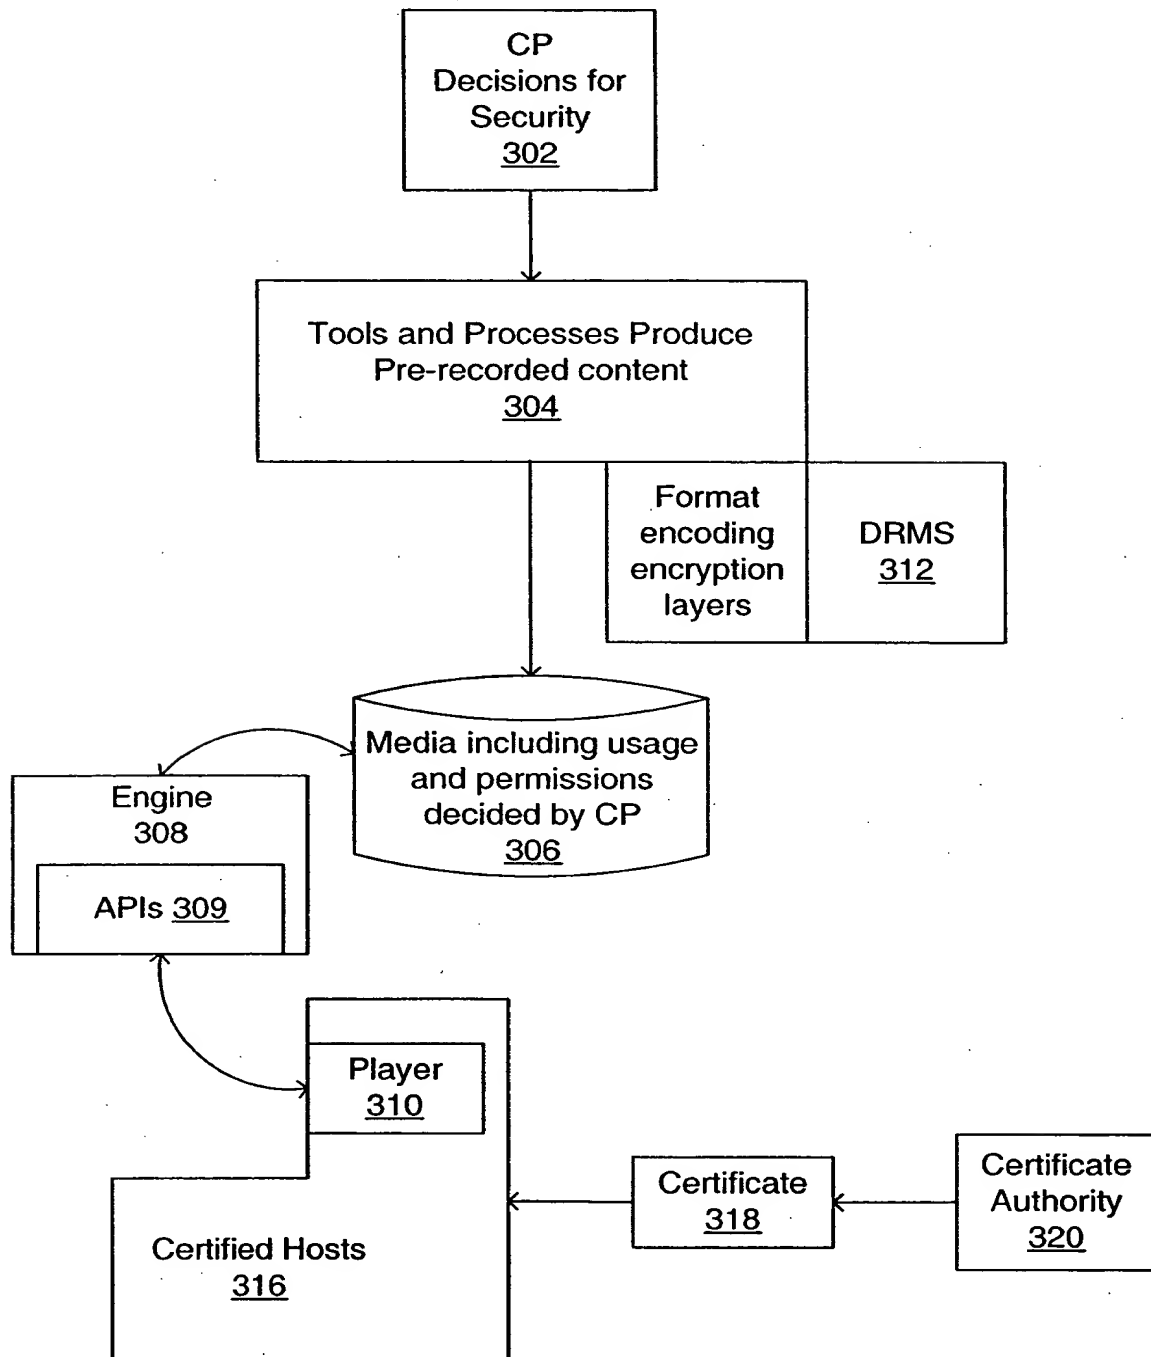 CP
Decisions for
Security
302
Tools and Processes Produce
Pre-recorded content
304
Format
encoding
encryption
layers
DRMS
312
Media including usage
and permissions
decided by CP
306
Engine
308
APIs 309
Player
310
Certificate
318
Certificate
Authority
320
Certified Hosts
316